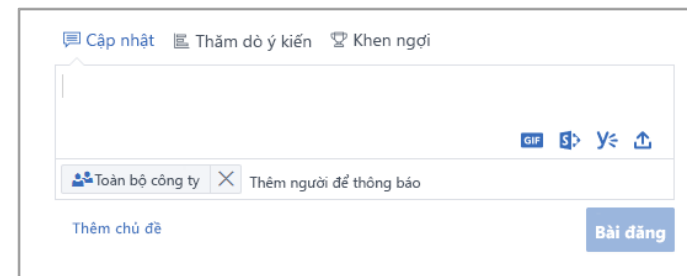 Cập nhật Thăm dò ý kiến Khen ngợi
GIF
Toàn bộ công ty Thêm người để thông báo
Thêm chủ đề Bài đăng